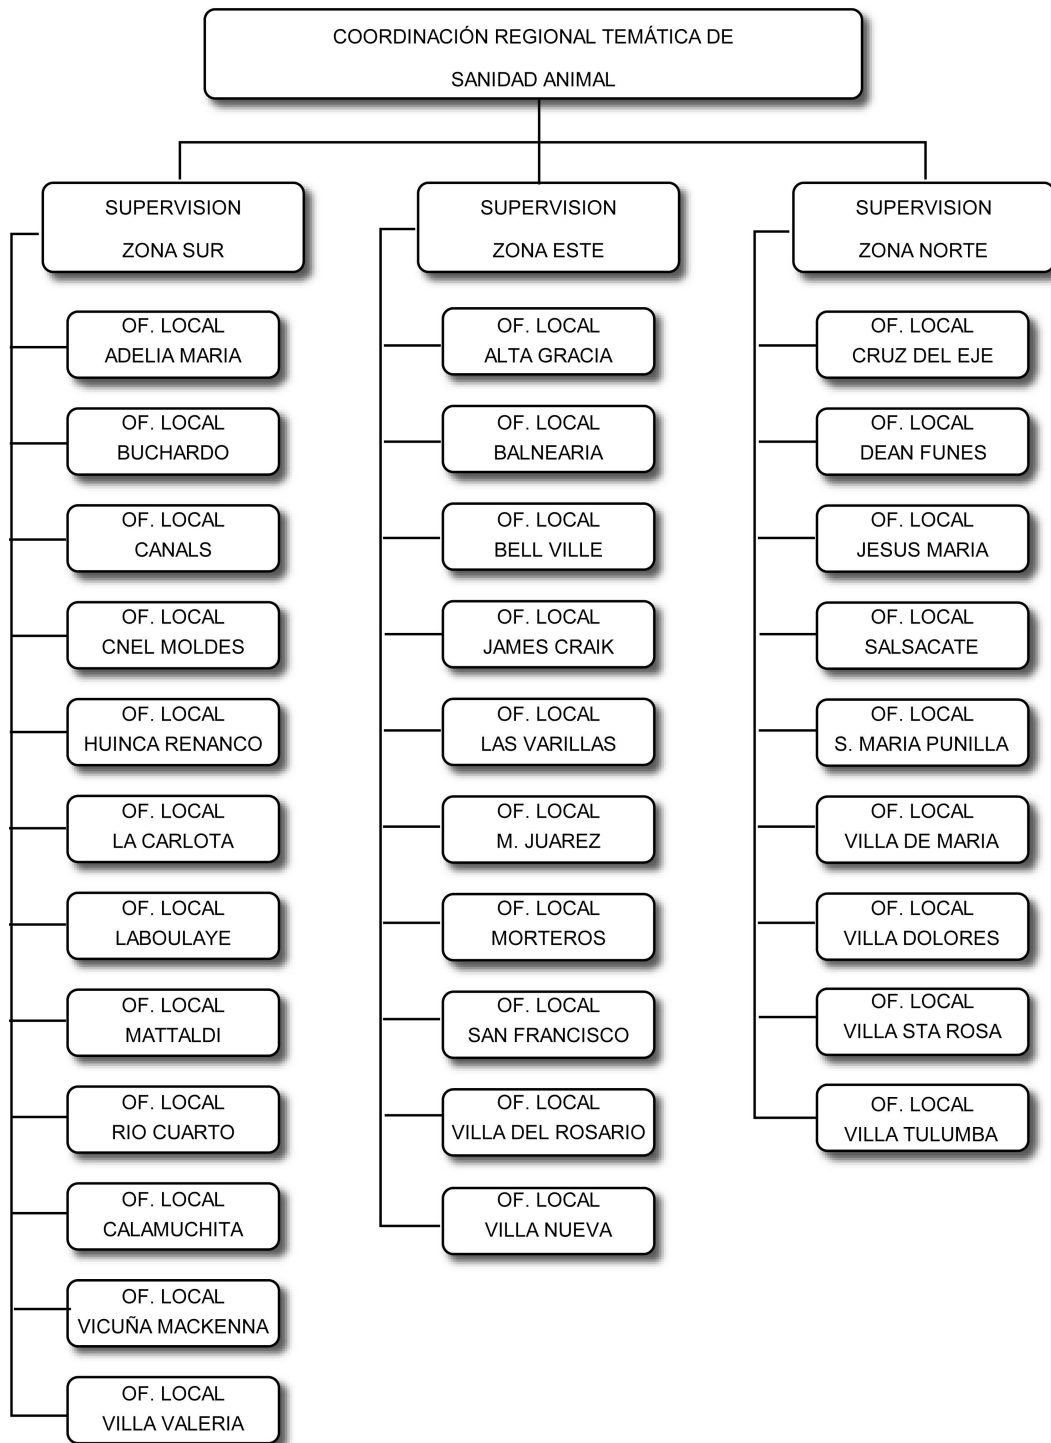 COORDINACIÓN REGIONAL TEMÁTICA DE
SANIDAD ANIMAL
SUPERVISION
ZONA SUR
OF. LOCAL
ADELIA MARIA
OF. LOCAL
BUCHARDO
OF. LOCAL
CANALS
OF. LOCAL
CNEL MOLDES
OF. LOCAL
HUINCA RENANCO
OF. LOCAL
LA CARLOTA
OF. LOCAL
LABOULAYE
OF. LOCAL
MATTALDI
OF. LOCAL
RIO CUARTO
OF. LOCAL
CALAMUCHITA
OF. LOCAL
VICUÑA MACKENNA
OF. LOCAL
VILLA VALERIA
SUPERVISION
ZONA ESTE
OF. LOCAL
ALTA GRACIA
OF. LOCAL
BALNEARIA
OF. LOCAL
BELL VILLE
OF. LOCAL
JAMES CRAIK
OF. LOCAL
LAS VARILLAS
OF. LOCAL
M. JUAREZ
OF. LOCAL
MORTEROS
OF. LOCAL
SAN FRANCISCO
OF. LOCAL
VILLA DEL ROSARIO
OF. LOCAL
VILLA NUEVA
SUPERVISION
ZONA NORTE
OF. LOCAL
CRUZ DEL EJE
OF. LOCAL
DEAN FUNES
OF. LOCAL
JESUS MARIA
OF. LOCAL
SALSACATE
OF. LOCAL
S. MARIA PUNILLA
OF. LOCAL
VILLA DE MARIA
OF. LOCAL
VILLA DOLORES
OF. LOCAL
VILLA STA ROSA
OF. LOCAL
VILLA TULUMBA